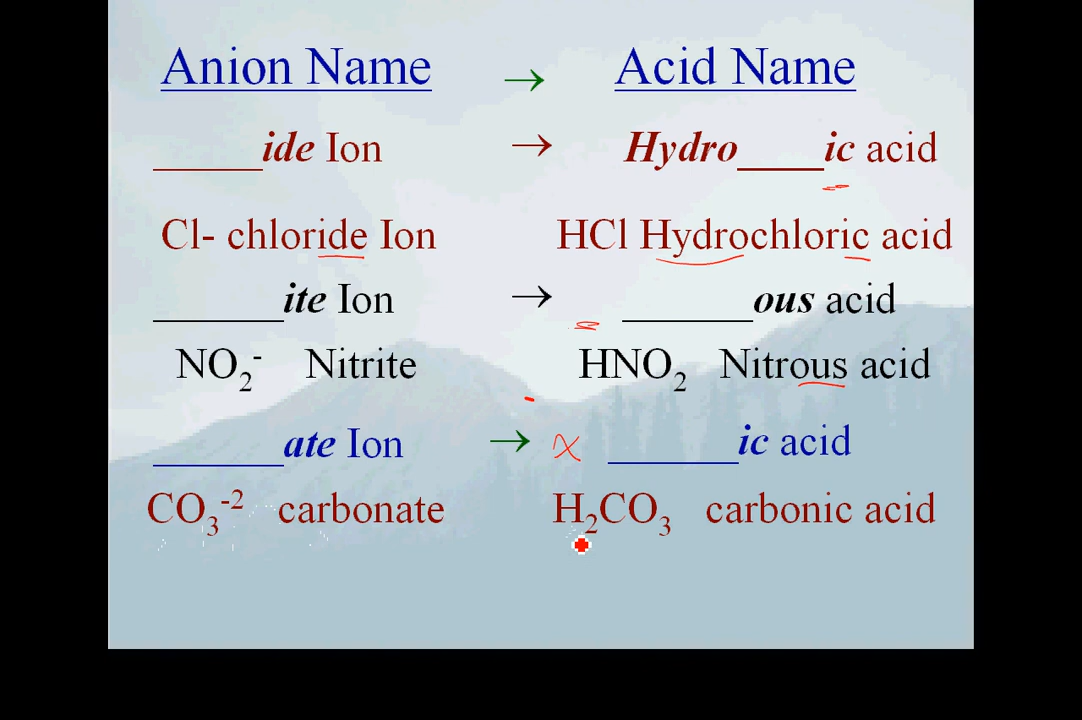 Anion Name → Acid Name
_____ide Ion → Hydro____ic acid
Cl- chloride Ion HCl Hydrochloric acid
______ite Ion → ______ous acid
NO₂⁻ Nitrite HNO₂ Nitrous acid
______ate Ion → ______ic acid
CO₃⁻² carbonate H₂CO₃ carbonic acid